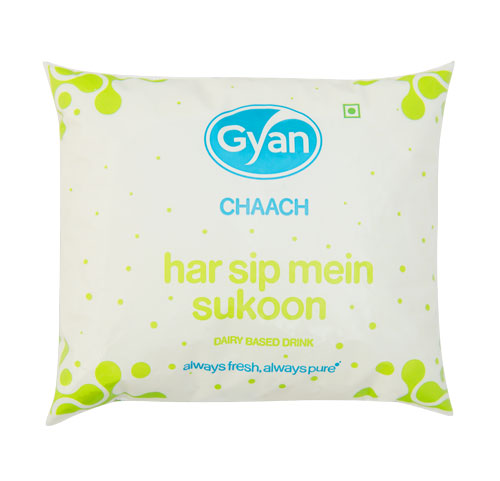 Gyan
CHAACH
har sip mein
sukoon
DAIRY BASED DRINK
always fresh, always pure*